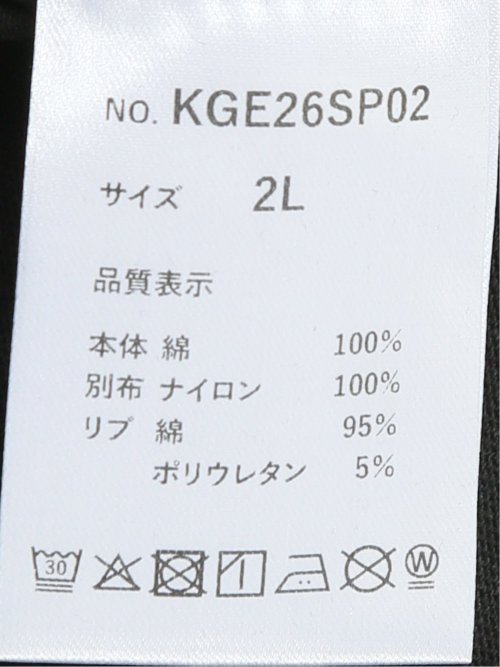 NO. KGE26SP02
サイズ 2L
品質表示
本体 綿 100%
別布 ナイロン 100%
リブ 綿 95%
ポリウレタン 5%
30 W